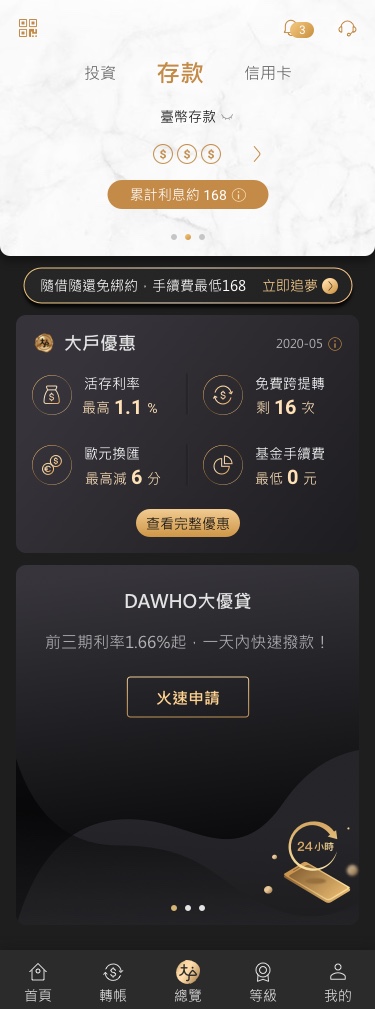 3
投資 存款 信用卡
臺幣存款
累計利息約 168
隨借隨還免綁約．手續費最低168 立即追夢
大戶優惠 2020-05
活存利率
最高 1.1 %
免費跨提轉
剩 16 次
歐元換匯
最高減 6 分
基金手續費
最低 0 元
查看完整優惠
DAWHO大優貸
前三期利率1.66%起．一天內快速撥款！
火速申請
24小時
首頁 轉帳 總覽 等級 我的